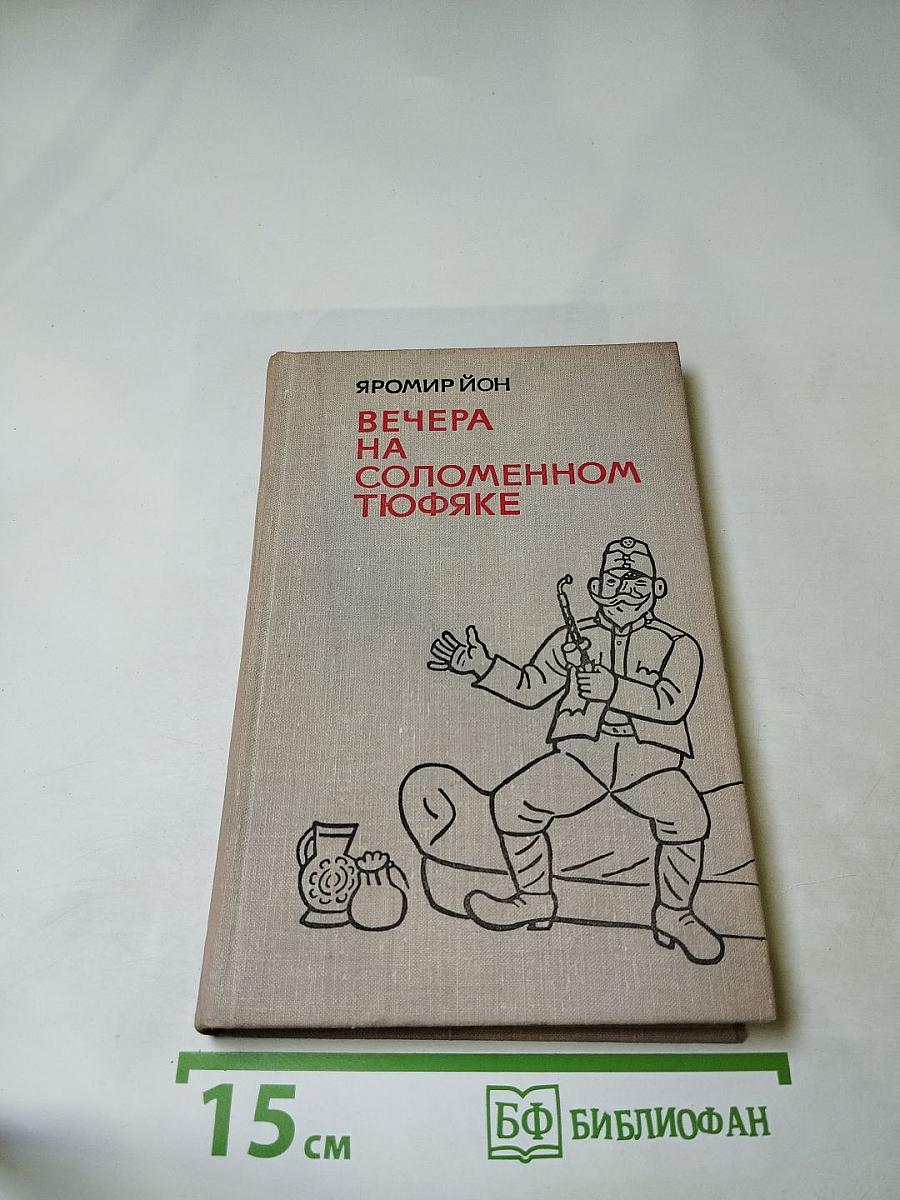 ЯРОМИР ЙОН
ВЕЧЕРА
НА
СОЛОМЕННОМ
ТЮФЯКЕ
15 см
БФ БИБЛИОФАН